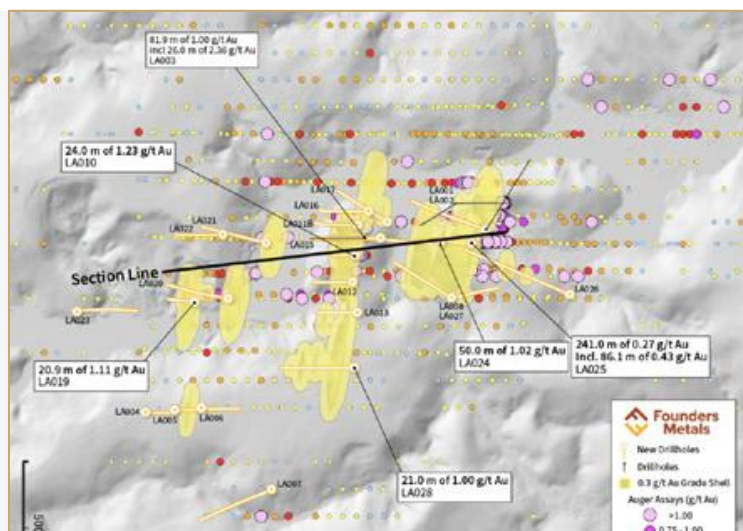 81.9 m of 1.00 g/t Au
Incl 26.0 m of 2.36 g/t Au
LA003
24.0 m of 1.23 g/t Au
LA010
LA017
LA016
LA011B
LA015
LA001
LA002
LA021
LA022
Section Line
LA020
LA012
LA013
LA008
LA027
LA026
LA023
20.9 m of 1.11 g/t Au
LA019
50.0 m of 1.02 g/t Au
LA024
241.0 m of 0.27 g/t Au
Incl. 86.1 m of 0.43 g/t Au
LA025
LA004
LA005
LA006
21.0 m of 1.00 g/t Au
LA028
LA007
Founders
Metals
New Drillholes
Drillholes
0.3 g/t Au Grade Shell
Auger Assays (g/t Au)
>1.00
0.75 - 1.00